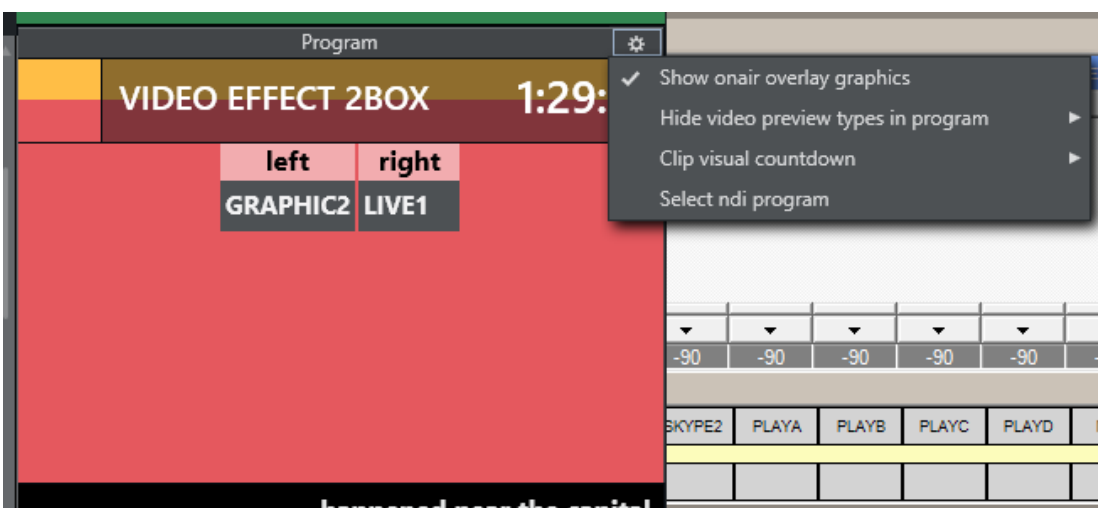 Program
VIDEO EFFECT 2BOX 1:29:
Show onair overlay graphics
Hide video preview types in program
Clip visual countdown
Select ndi program
left right
GRAPHIC2 LIVE1
-90 -90 -90 -90 -90
SKYPE2 PLAYA PLAYB PLAYC PLAYD
happened near the capital